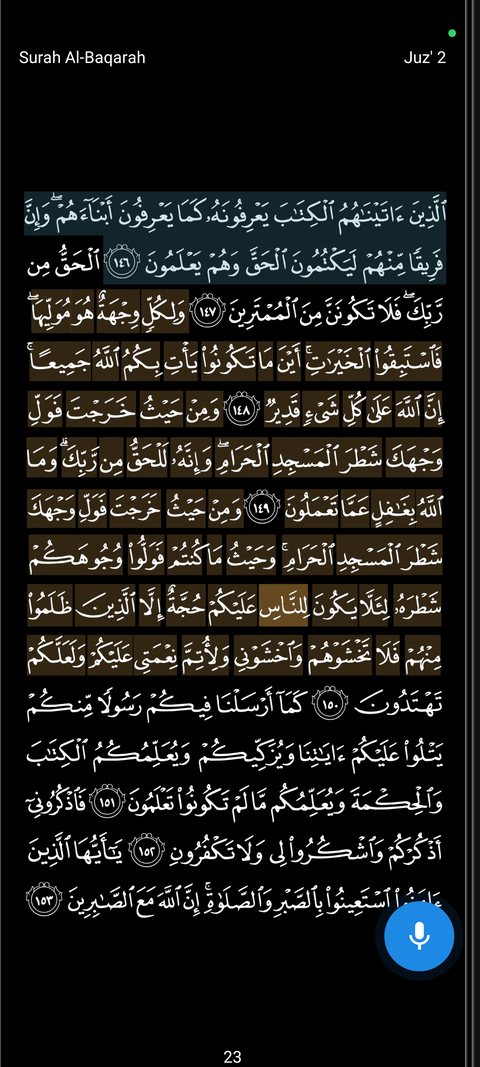 Surah Al-Baqarah
Juz' 2
ٱلَّذِينَ ءَاتَيْنَٰهُمُ ٱلْكِتَٰبَ يَعْرِفُونَهُۥ كَمَا يَعْرِفُونَ أَبْنَآءَهُمْ ۖ وَإِنَّ
فَرِيقًا مِّنْهُمْ لَيَكْتُمُونَ ٱلْحَقَّ وَهُمْ يَعْلَمُونَ ١٤٦ ٱلْحَقُّ مِن
رَّبِّكَ ۖ فَلَا تَكُونَنَّ مِنَ ٱلْمُمْتَرِينَ ١٤٧ وَلِكُلٍّ وِجْهَةٌ هُوَ مُوَلِّيهَا ۖ
فَٱسْتَبِقُوا۟ ٱلْخَيْرَٰتِ ۚ أَيْنَ مَا تَكُونُوا۟ يَأْتِ بِكُمُ ٱللَّهُ جَمِيعًا ۚ
إِنَّ ٱللَّهَ عَلَىٰ كُلِّ شَىْءٍ قَدِيرٌ ١٤٨ وَمِنْ حَيْثُ خَرَجْتَ فَوَلِّ
وَجْهَكَ شَطْرَ ٱلْمَسْجِدِ ٱلْحَرَامِ ۖ وَإِنَّهُۥ لَلْحَقُّ مِن رَّبِّكَ ۗ وَمَا
ٱللَّهُ بِغَٰفِلٍ عَمَّا تَعْمَلُونَ ١٤٩ وَمِنْ حَيْثُ خَرَجْتَ فَوَلِّ وَجْهَكَ
شَطْرَ ٱلْمَسْجِدِ ٱلْحَرَامِ ۚ وَحَيْثُ مَا كُنتُمْ فَوَلُّوا۟ وُجُوهَكُمْ
شَطْرَهُۥ لِئَلَّا يَكُونَ لِلنَّاسِ عَلَيْكُمْ حُجَّةٌ إِلَّا ٱلَّذِينَ ظَلَمُوا۟
مِنْهُمْ فَلَا تَخْشَوْهُمْ وَٱخْشَوْنِى وَلِأُتِمَّ نِعْمَتِى عَلَيْكُمْ وَلَعَلَّكُمْ
تَهْتَدُونَ ١٥٠ كَمَآ أَرْسَلْنَا فِيكُمْ رَسُولًا مِّنكُمْ
يَتْلُوا۟ عَلَيْكُمْ ءَايَٰتِنَا وَيُزَكِّيكُمْ وَيُعَلِّمُكُمُ ٱلْكِتَٰبَ
وَٱلْحِكْمَةَ وَيُعَلِّمُكُم مَّا لَمْ تَكُونُوا۟ تَعْلَمُونَ ١٥١ فَٱذْكُرُونِىٓ
أَذْكُرْكُمْ وَٱشْكُرُوا۟ لِى وَلَا تَكْفُرُونِ ١٥٢ يَٰٓأَيُّهَا ٱلَّذِينَ
ءَامَنُوا۟ ٱسْتَعِينُوا۟ بِٱلصَّبْرِ وَٱلصَّلَوٰةِ ۚ إِنَّ ٱللَّهَ مَعَ ٱلصَّٰبِرِينَ ١٥٣
23